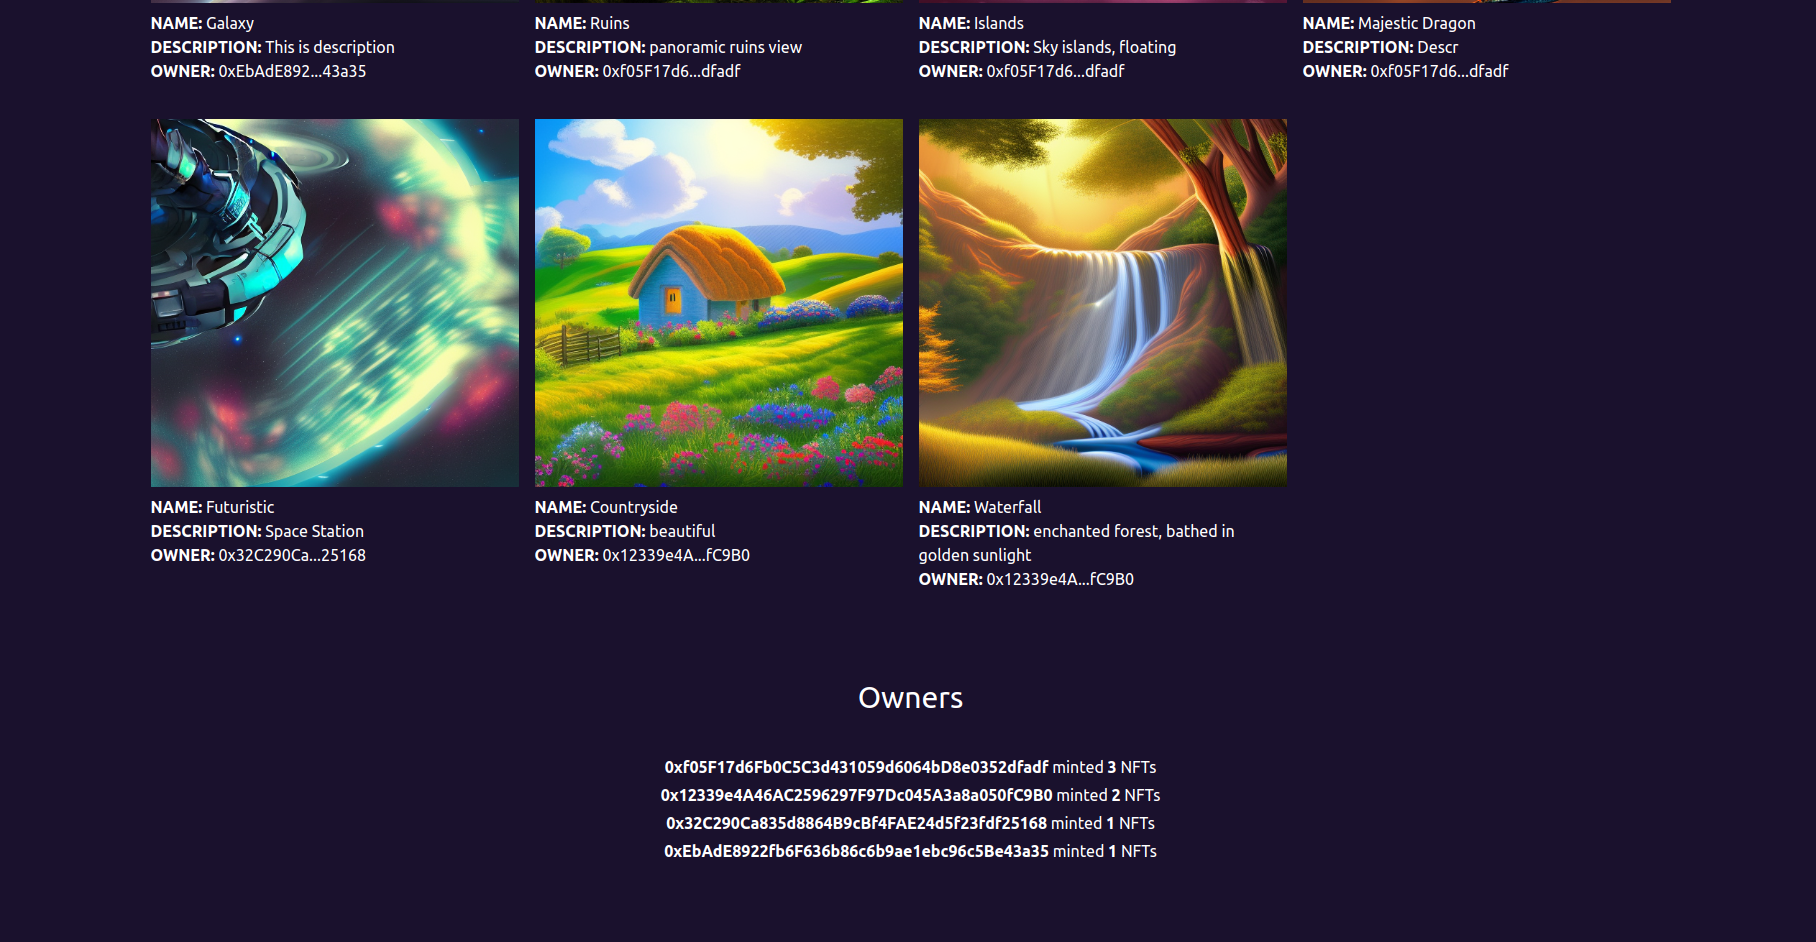 NAME: Galaxy
DESCRIPTION: This is description
OWNER: 0xEbAdE892...43a35
NAME: Ruins
DESCRIPTION: panoramic ruins view
OWNER: 0xf05F17d6...dfadf
NAME: Islands
DESCRIPTION: Sky islands, floating
OWNER: 0xf05F17d6...dfadf
NAME: Majestic Dragon
DESCRIPTION: Descr
OWNER: 0xf05F17d6...dfadf
NAME: Futuristic
DESCRIPTION: Space Station
OWNER: 0x32C290Ca...25168
NAME: Countryside
DESCRIPTION: beautiful
OWNER: 0x12339e4A...fC9B0
NAME: Waterfall
DESCRIPTION: enchanted forest, bathed in
golden sunlight
OWNER: 0x12339e4A...fC9B0
Owners
0xf05F17d6Fb0C5C3d431059d6064bD8e0352dfadf minted 3 NFTs
0x12339e4A46AC2596297F97Dc045A3a8a050fC9B0 minted 2 NFTs
0x32C290Ca835d8864B9cBf4FAE24d5f23fdf25168 minted 1 NFTs
0xEbAdE8922fb6F636b86c6b9ae1ebc96c5Be43a35 minted 1 NFTs